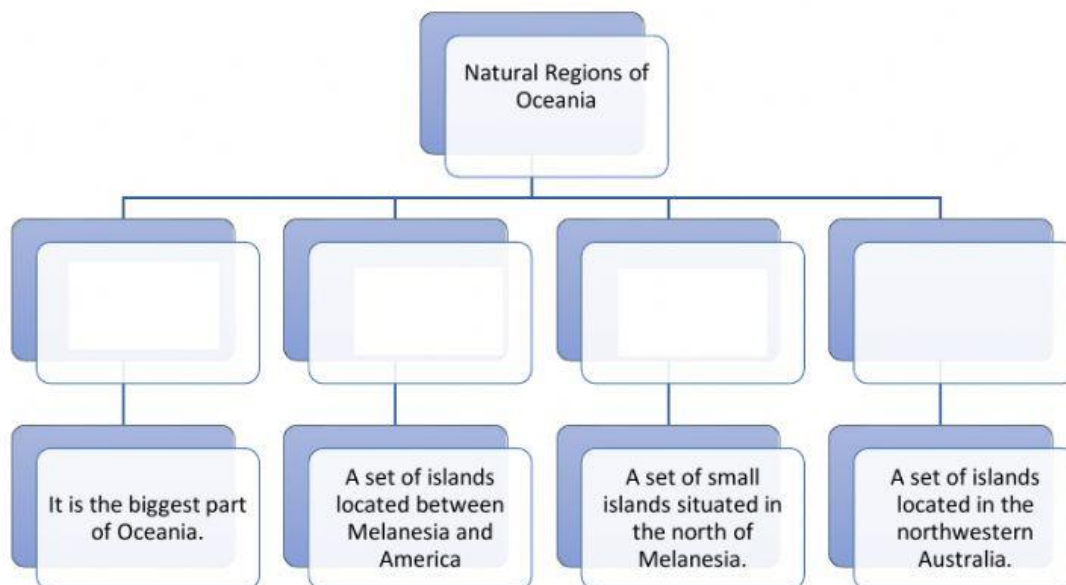 Natural Regions of
Oceania
It is the biggest part
of Oceania.
A set of islands
located between
Melanesia and
America
A set of small
islands situated in
the north of
Melanesia.
A set of islands
located in the
northwestern
Australia.